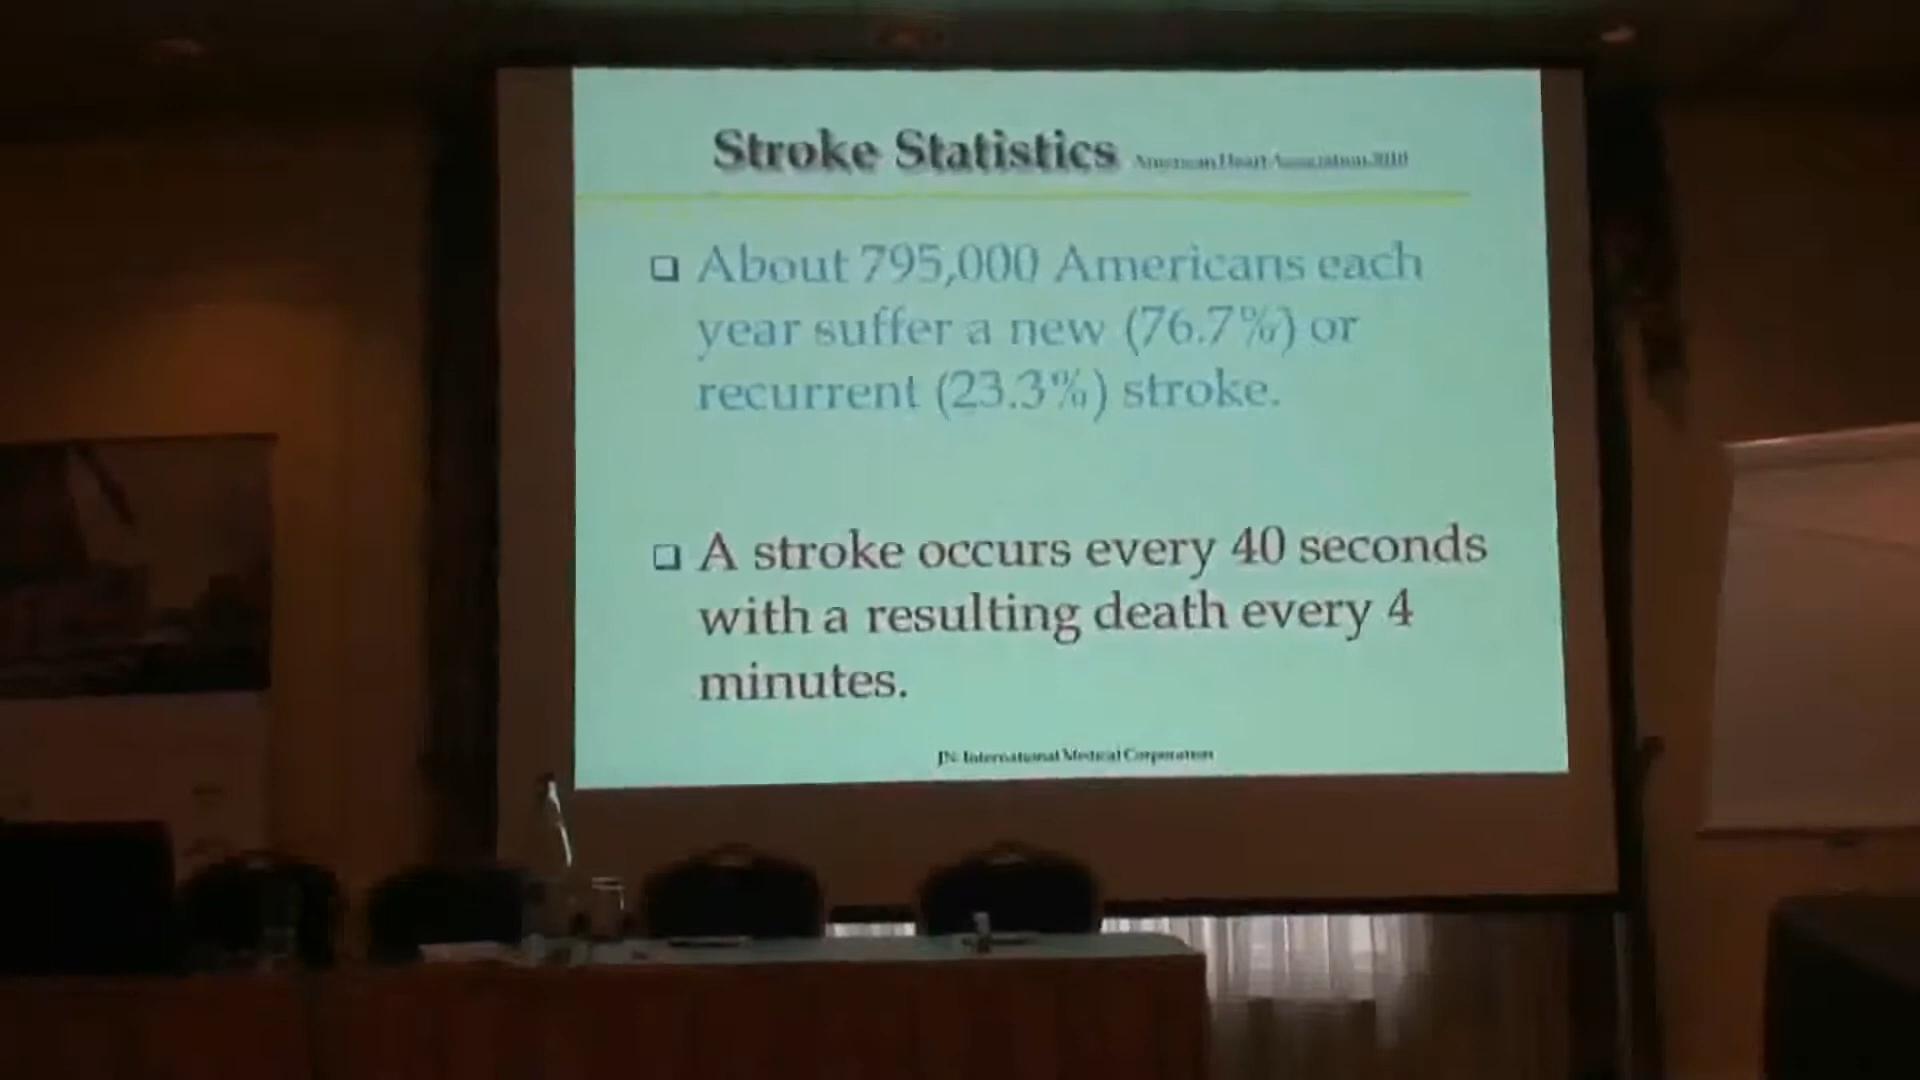 Stroke Statistics American Heart Association 2010
❑ About 795,000 Americans each
year suffer a new (76.7%) or
recurrent (23.3%) stroke.
❑ A stroke occurs every 40 seconds
with a resulting death every 4
minutes.
JN-International Medical Corporation